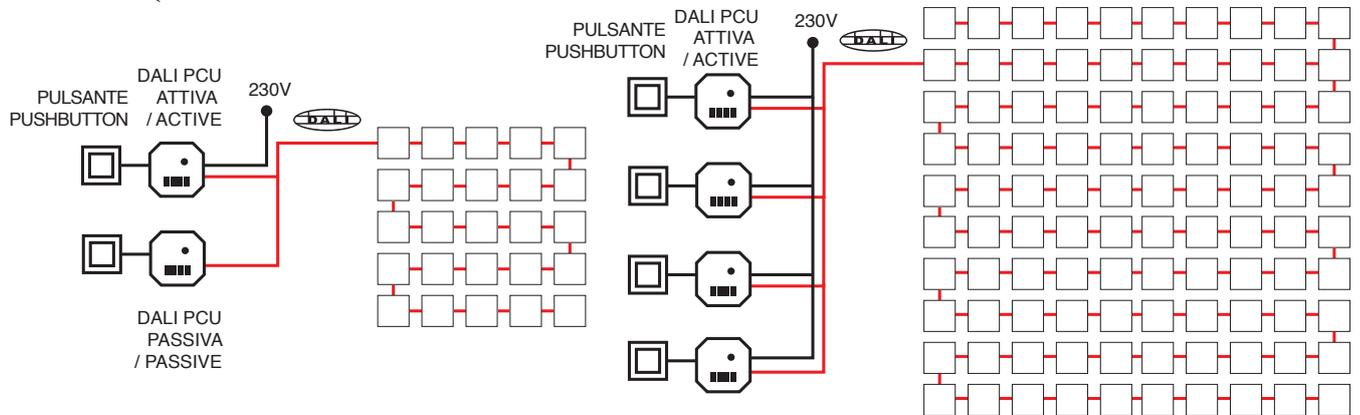 DALI PCU
ATTIVA
/ ACTIVE
PULSANTE
PUSHBUTTON
230V
DALI
DALI PCU
PASSIVA
/ PASSIVE
PULSANTE
PUSHBUTTON
DALI PCU
ATTIVA
/ ACTIVE
230V
DALI